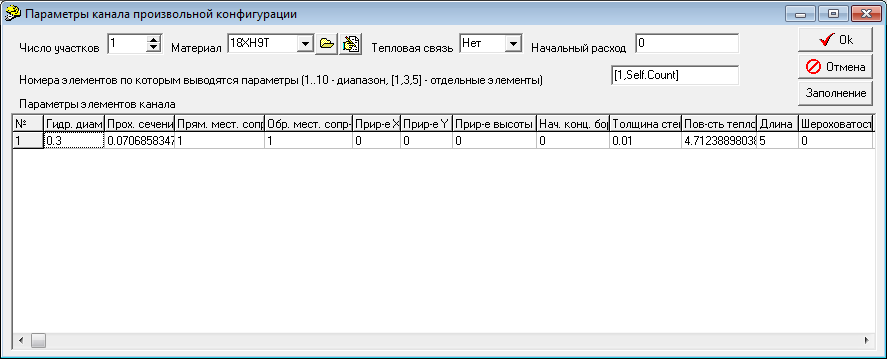 Параметры канала произвольной конфигурации
Число участков 1 Материал 18ХН9Т Тепловая связь Нет Начальный расход 0 Ok
Номера элементов по которым выводятся параметры (1..10 - диапазон, [1,3,5] - отдельные элементы) [1,Self.Count] Отмена
Заполнение
Параметры элементов канала
№ Гидр. диам Прох. сечени Прям. мест. сопр Обр. мест. сопр Прир-е X Прир-е Y Прир-е высоты Нач. конц. бор Толщина сте Пов-сть тепло Длина Шероховатост
1 0.3 0.0706858347 1 1 0 0 0 0 0.01 4.7123889803 5 0